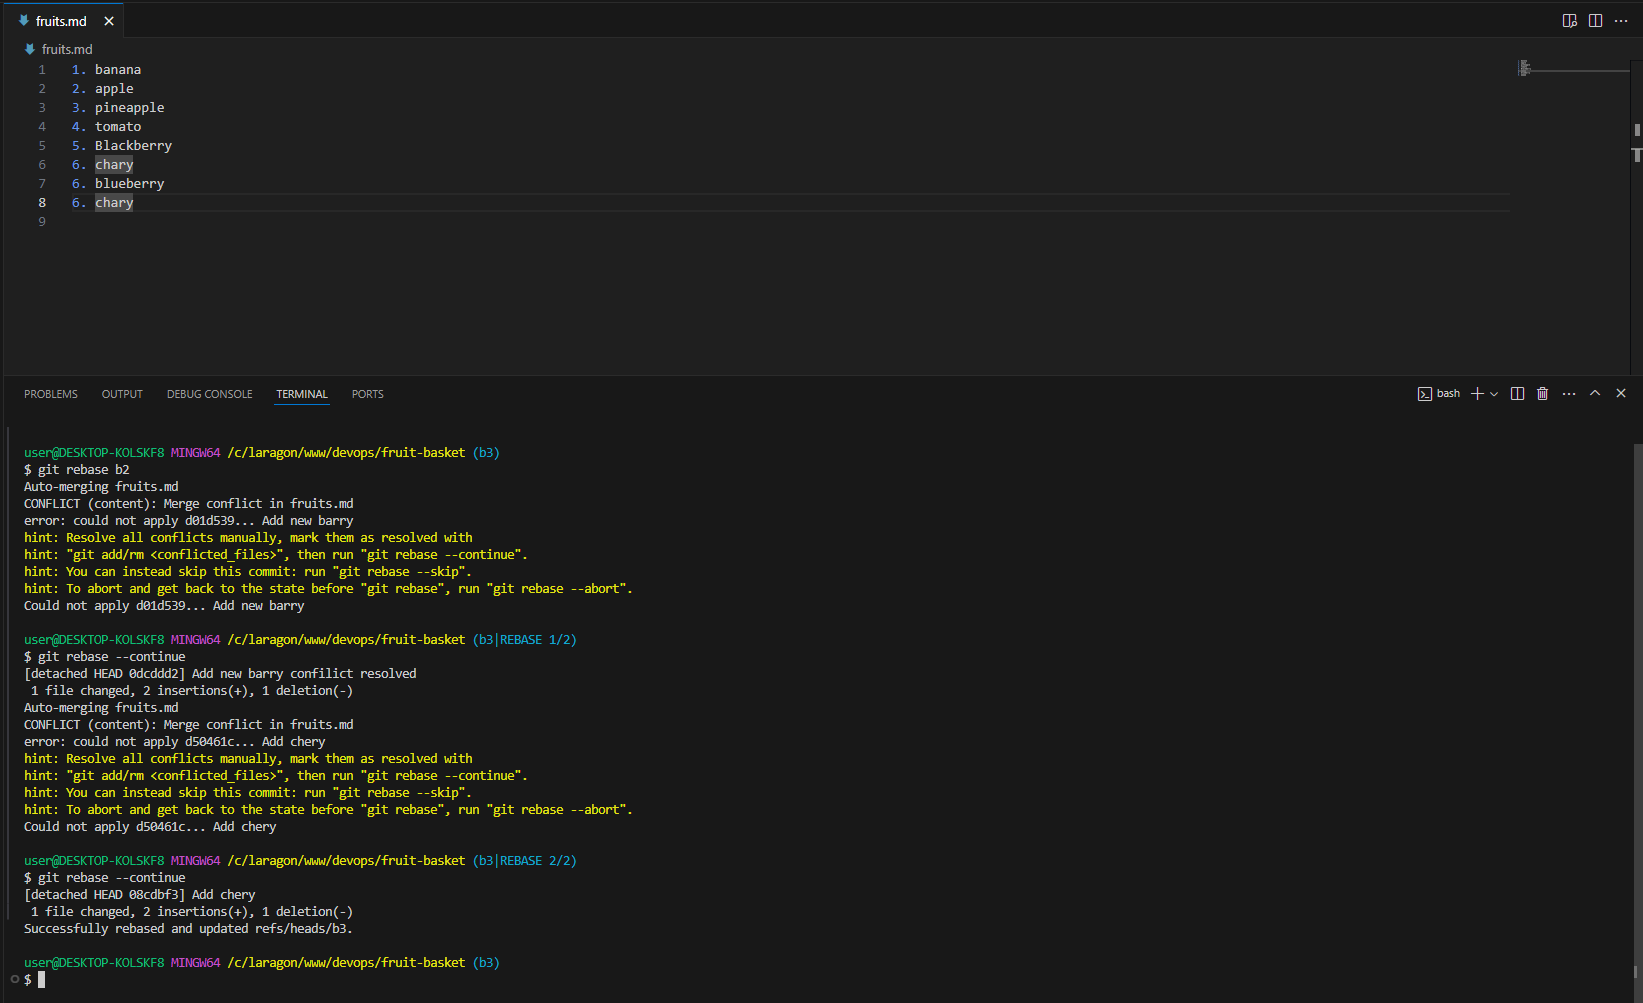 fruits.md
fruits.md
1 1. banana
2 2. apple
3 3. pineapple
4 4. tomato
5 5. Blackberry
6 6. chary
7 6. blueberry
8 6. chary
9
PROBLEMS OUTPUT DEBUG CONSOLE TERMINAL PORTS bash
user@DESKTOP-KOLSKF8 MINGW64 /c/laragon/www/devops/fruit-basket (b3)
$ git rebase b2
Auto-merging fruits.md
CONFLICT (content): Merge conflict in fruits.md
error: could not apply d01d539... Add new barry
hint: Resolve all conflicts manually, mark them as resolved with
hint: "git add/rm <conflicted_files>", then run "git rebase --continue".
hint: You can instead skip this commit: run "git rebase --skip".
hint: To abort and get back to the state before "git rebase", run "git rebase --abort".
Could not apply d01d539... Add new barry
user@DESKTOP-KOLSKF8 MINGW64 /c/laragon/www/devops/fruit-basket (b3|REBASE 1/2)
$ git rebase --continue
[detached HEAD 0dcddd2] Add new barry confilict resolved
1 file changed, 2 insertions(+), 1 deletion(-)
Auto-merging fruits.md
CONFLICT (content): Merge conflict in fruits.md
error: could not apply d50461c... Add chery
hint: Resolve all conflicts manually, mark them as resolved with
hint: "git add/rm <conflicted_files>", then run "git rebase --continue".
hint: You can instead skip this commit: run "git rebase --skip".
hint: To abort and get back to the state before "git rebase", run "git rebase --abort".
Could not apply d50461c... Add chery
user@DESKTOP-KOLSKF8 MINGW64 /c/laragon/www/devops/fruit-basket (b3|REBASE 2/2)
$ git rebase --continue
[detached HEAD 08cdbf3] Add chery
1 file changed, 2 insertions(+), 1 deletion(-)
Successfully rebased and updated refs/heads/b3.
user@DESKTOP-KOLSKF8 MINGW64 /c/laragon/www/devops/fruit-basket (b3)
$